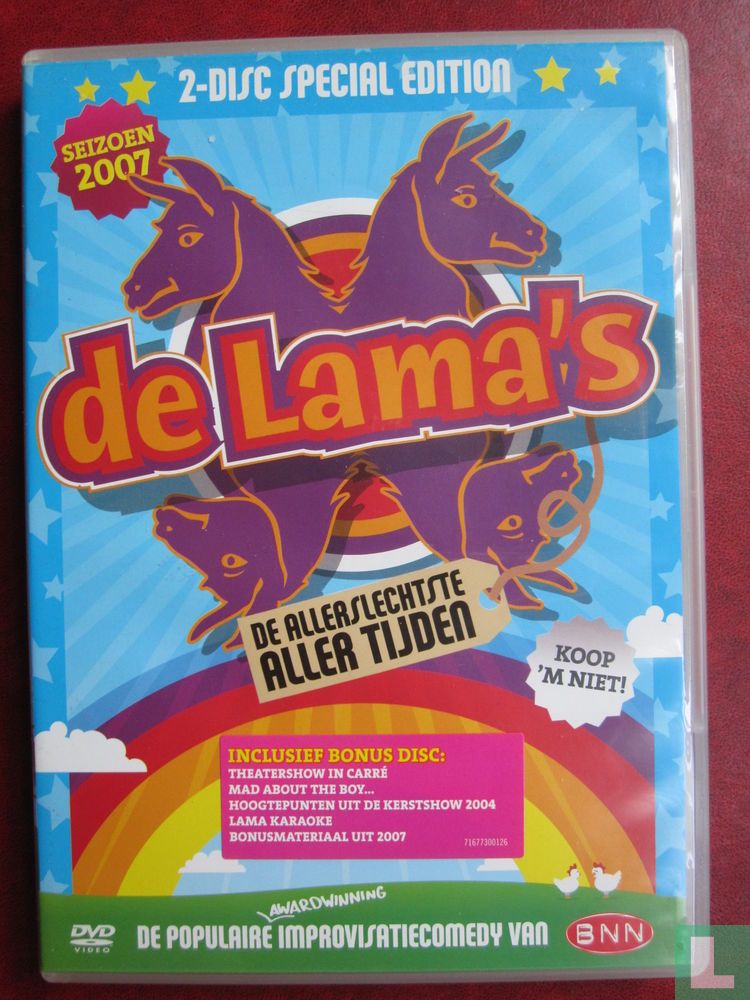 2-DISC SPECIAL EDITION
SEIZOEN
2007
de Lama's
DE ALLERSLECHTSTE
ALLER TIJDEN
KOOP
'M NIET!
INCLUSIEF BONUS DISC:
THEATERSHOW IN CARRÉ
MAD ABOUT THE BOY...
HOOGTEPUNTEN UIT DE KERSTSHOW 2004
LAMA KARAOKE
BONUSMATERIAAL UIT 2007
71677300126
AWARDWINNING
DE POPULAIRE IMPROVISATIECOMEDY VAN
BNN
DVD
VIDEO
L